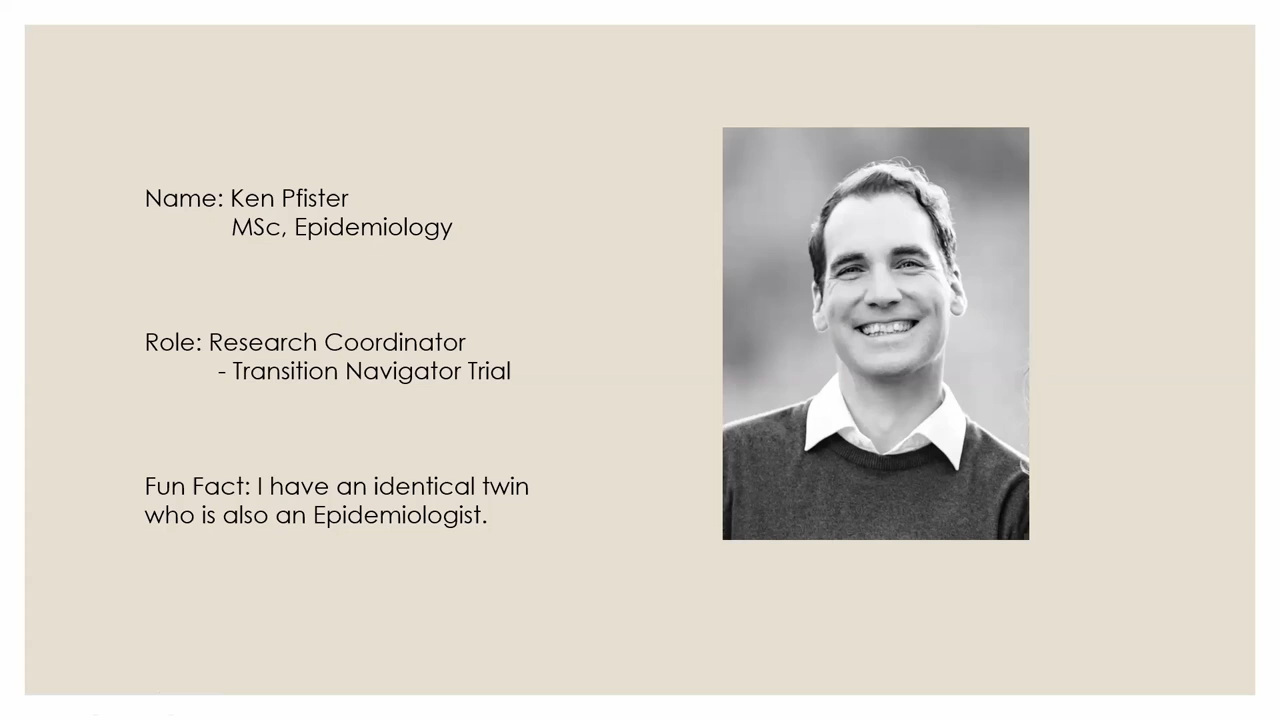 Name: Ken Pfister
MSc, Epidemiology
Role: Research Coordinator
- Transition Navigator Trial
Fun Fact: I have an identical twin
who is also an Epidemiologist.